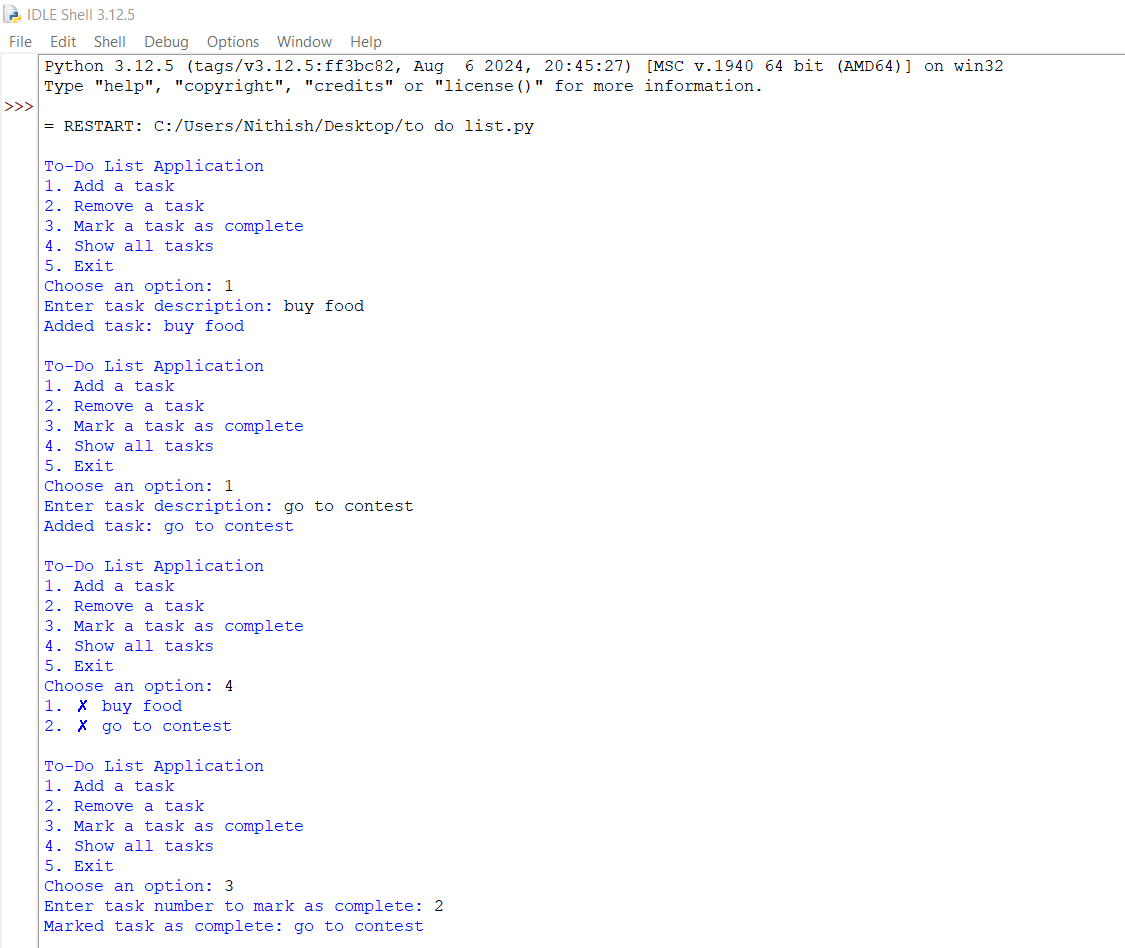 IDLE Shell 3.12.5
File Edit Shell Debug Options Window Help
Python 3.12.5 (tags/v3.12.5:ff3bc82, Aug  6 2024, 20:45:27) [MSC v.1940 64 bit (AMD64)] on win32
Type "help", "copyright", "credits" or "license()" for more information.
>>>
= RESTART: C:/Users/Nithish/Desktop/to do list.py
To-Do List Application
1. Add a task
2. Remove a task
3. Mark a task as complete
4. Show all tasks
5. Exit
Choose an option: 1
Enter task description: buy food
Added task: buy food
To-Do List Application
1. Add a task
2. Remove a task
3. Mark a task as complete
4. Show all tasks
5. Exit
Choose an option: 1
Enter task description: go to contest
Added task: go to contest
To-Do List Application
1. Add a task
2. Remove a task
3. Mark a task as complete
4. Show all tasks
5. Exit
Choose an option: 4
1. ✗ buy food
2. ✗ go to contest
To-Do List Application
1. Add a task
2. Remove a task
3. Mark a task as complete
4. Show all tasks
5. Exit
Choose an option: 3
Enter task number to mark as complete: 2
Marked task as complete: go to contest